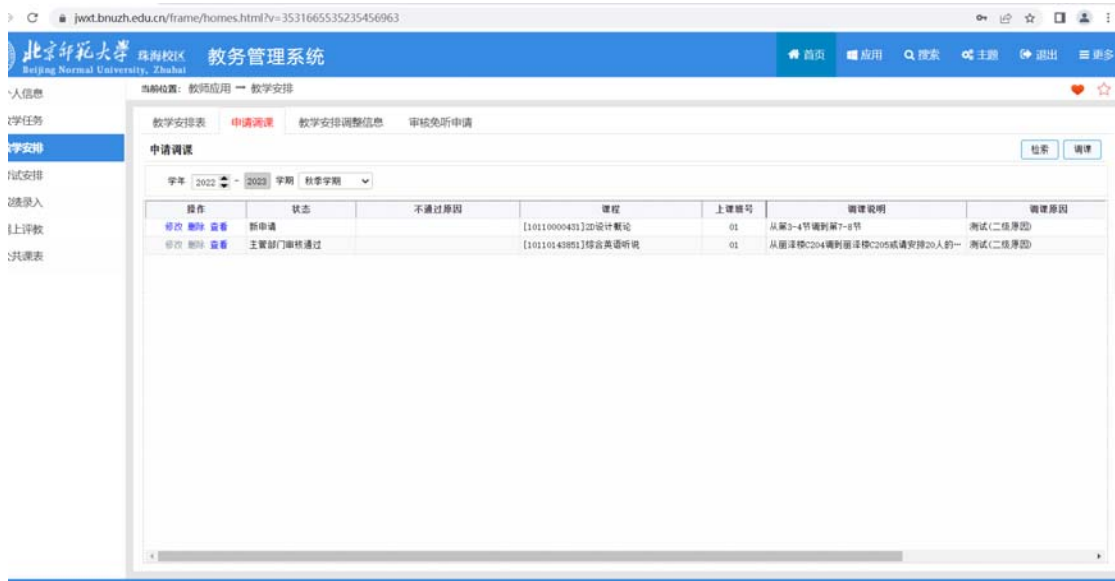 jwxt.bnuzh.edu.cn/frame/homes.html?v=3531665535235456963
北京师范大学 珠海校区 教务管理系统
Beijing Normal University, Zhuhai
首页 应用 搜索 主题 退出 更多
人信息
当前位置: 教师应用 → 教学安排
学任务
教学安排表 申请调课 教学安排调整信息 审核免听申请
学安排
申请调课 检索 调课
试安排
学年 2022 - 2023 学期 秋季学期
绩录入
操作 状态 不通过原因 课程 上课班号 调课说明 调课原因
上评教
修改 删除 查看 新申请 [10110000431]2D设计概论 01 从第3-4节调到第7-8节 测试(二级原因)
修改 删除 查看 主管部门审核通过 [10110143851]综合英语听说 01 从丽泽楼C204调到丽泽楼C205或请安排20人的… 测试(二级原因)
共课表